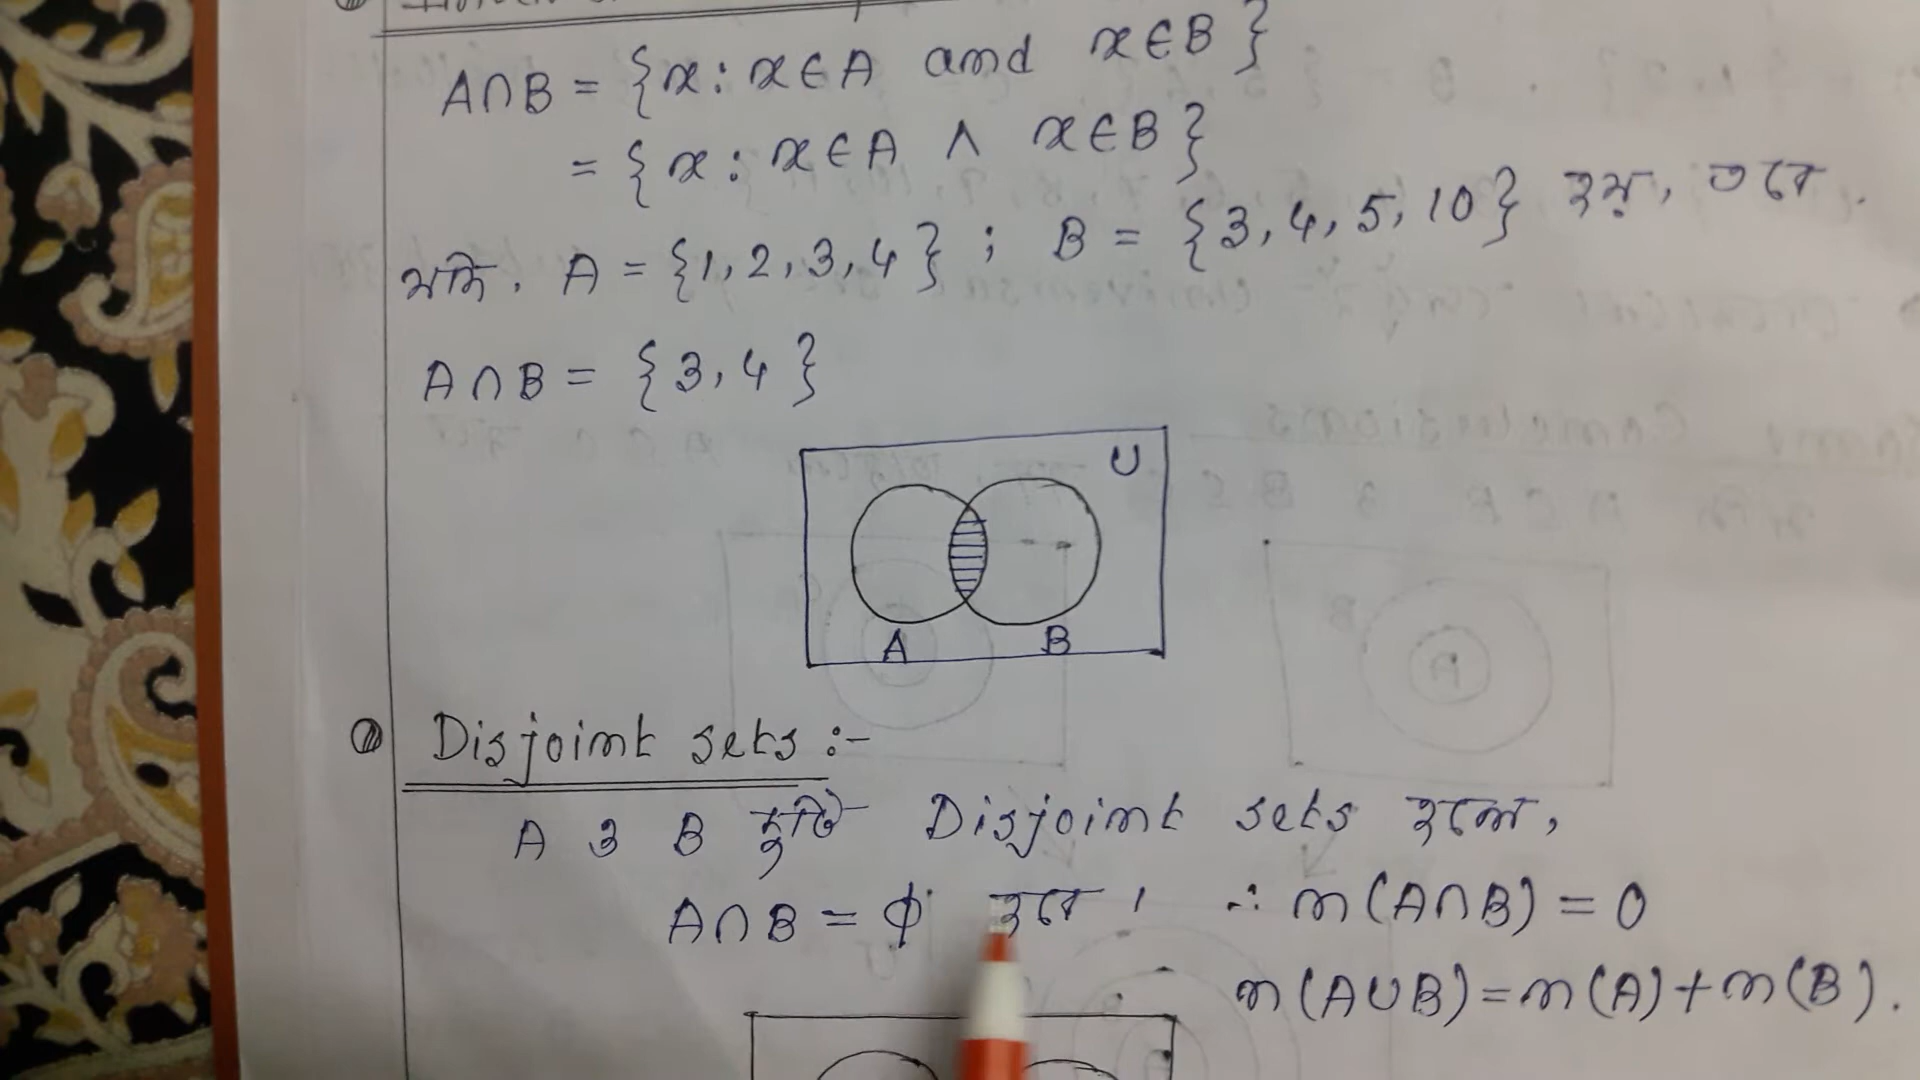 A∩B = {x : x∈A and x∈B}
= {x : x∈A ∧ x∈B}
যদি, A = {1, 2, 3, 4} ; B = {3, 4, 5, 10} হয়, তবে,
A∩B = {3, 4}
U
A B
Disjoint sets :-
A ও B দুটি Disjoint sets হলে,
A∩B = ϕ হবে । ∴ n(A∩B) = 0
n(A∪B) = n(A) + n(B).